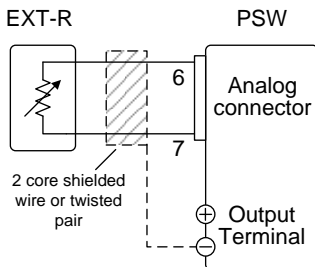 EXT-R
PSW
6
Analog
connector
7
2 core shielded
wire or twisted
pair
Output
Terminal